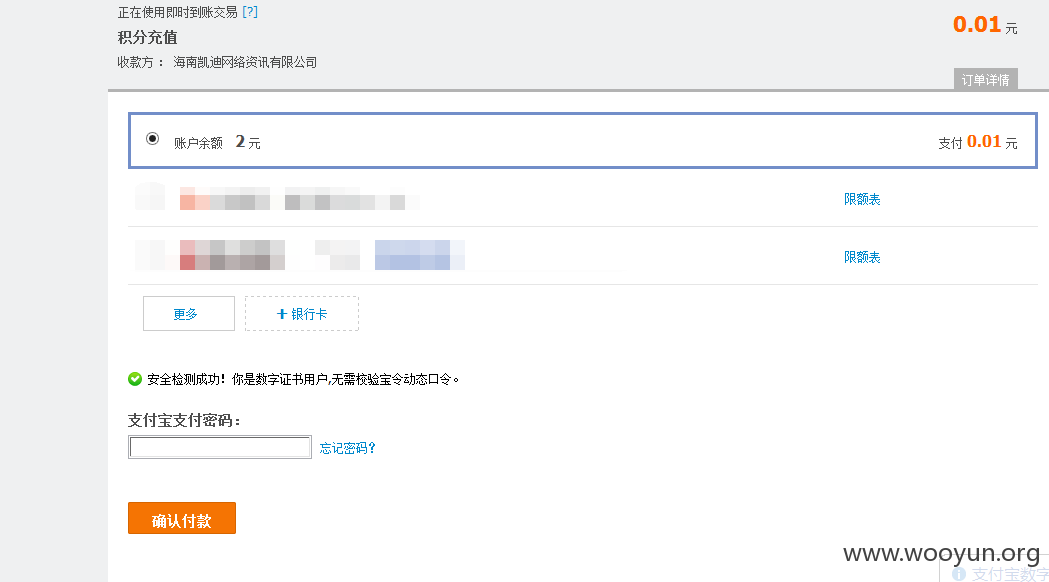 正在使用即时到账交易 [?]
0.01 元
积分充值
收款方： 海南凯迪网络资讯有限公司
订单详情
账户余额 2 元
支付 0.01 元
限额表
限额表
更多
+ 银行卡
安全检测成功！你是数字证书用户,无需校验宝令动态口令。
支付宝支付密码：
忘记密码?
确认付款
www.wooyun.org
支付宝数字